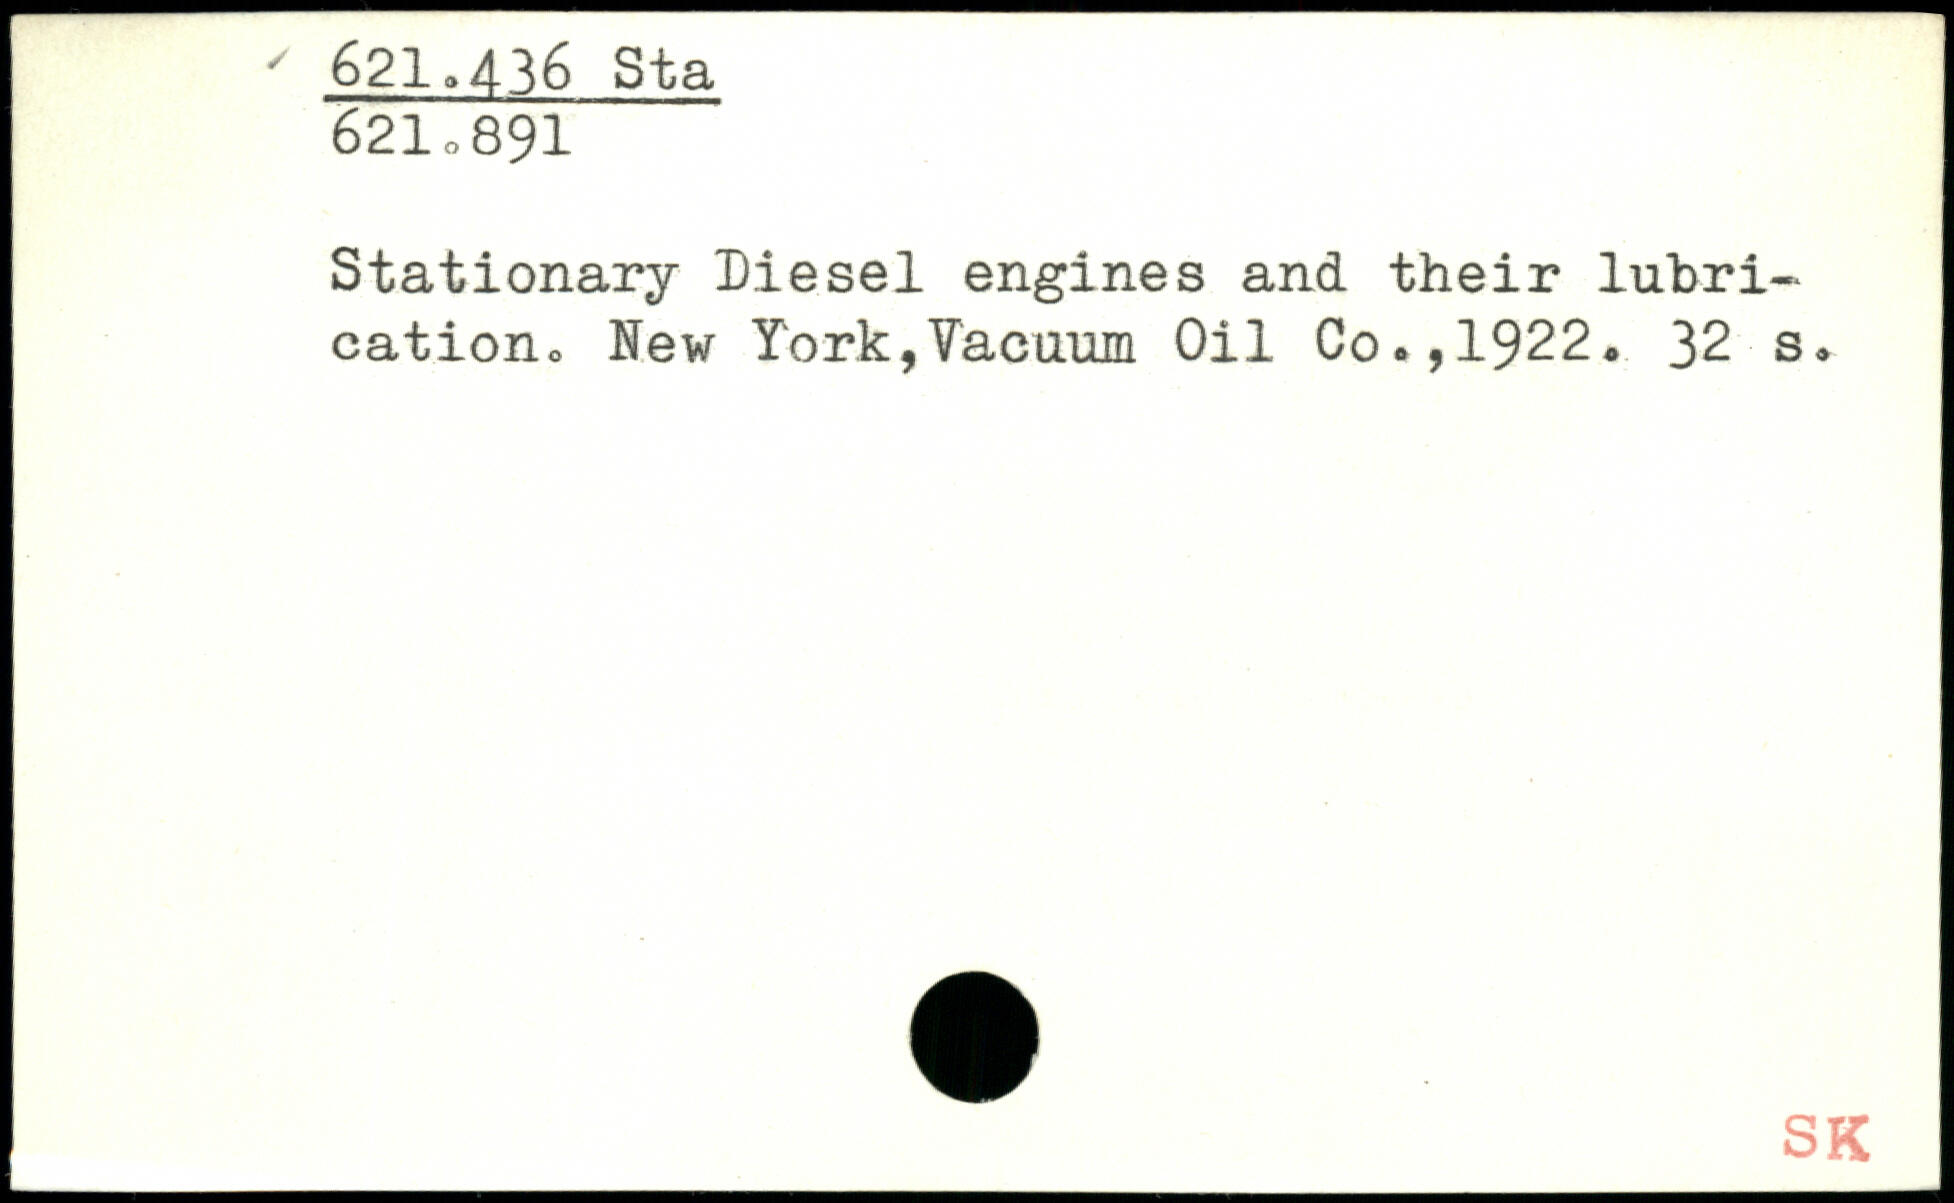 621.436 Sta
621.891
Stationary Diesel engines and their lubri-
cation. New York,Vacuum Oil Co.,1922. 32 s.
SK